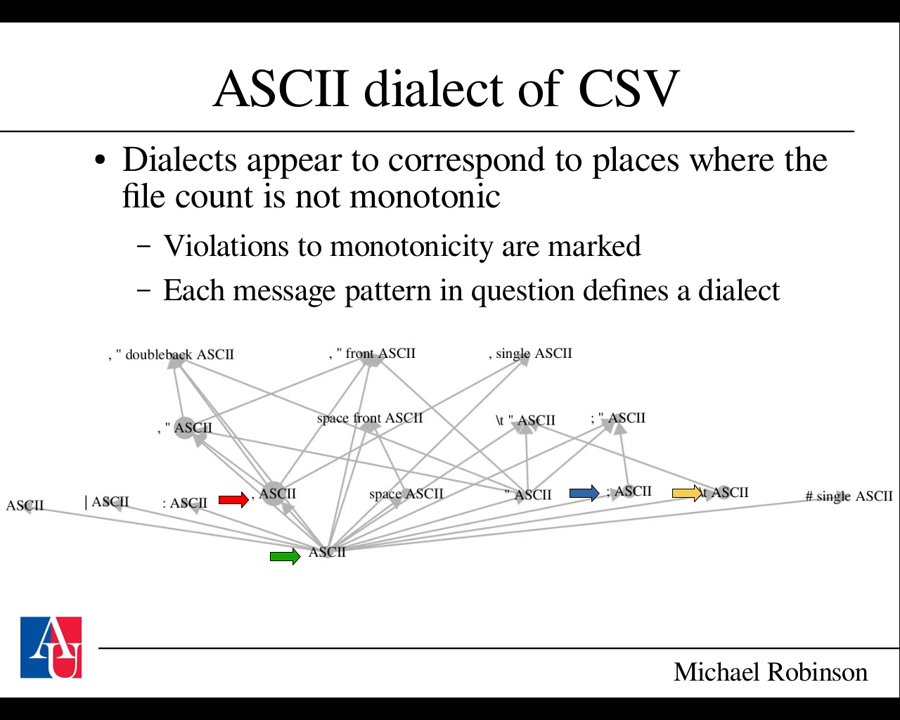 ASCII dialect of CSV
• Dialects appear to correspond to places where the
file count is not monotonic
– Violations to monotonicity are marked
– Each message pattern in question defines a dialect
, " doubleback ASCII
, " front ASCII
, single ASCII
, " ASCII
space front ASCII
\t " ASCII
; " ASCII
ASCII
| ASCII
: ASCII
, ASCII
space ASCII
" ASCII
; ASCII
\t ASCII
# single ASCII
ASCII
AU
Michael Robinson